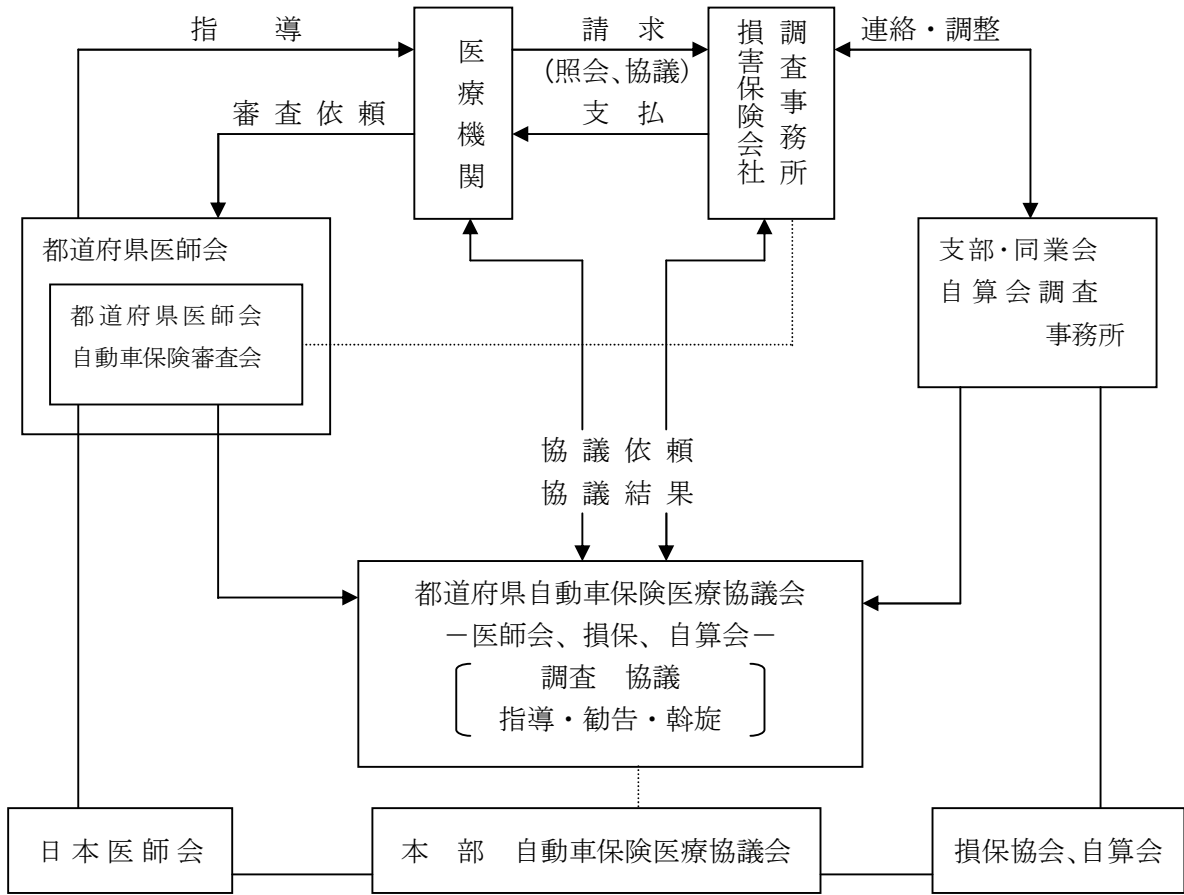 指 導
医療機関
請 求
(照会、協議)
支 払
調査事務所
損害保険会社
連絡・調整
審 査 依 頼
都道府県医師会
都道府県医師会
自動車保険審査会
支部・同業会
自 算 会 調 査
事務所
協 議 依 頼
協 議 結 果
都道府県自動車保険医療協議会
－医師会、損保、自算会－
調査 協議
指導・勧告・斡旋
日 本 医 師 会
本 部 自動車保険医療協議会
損保協会、自算会